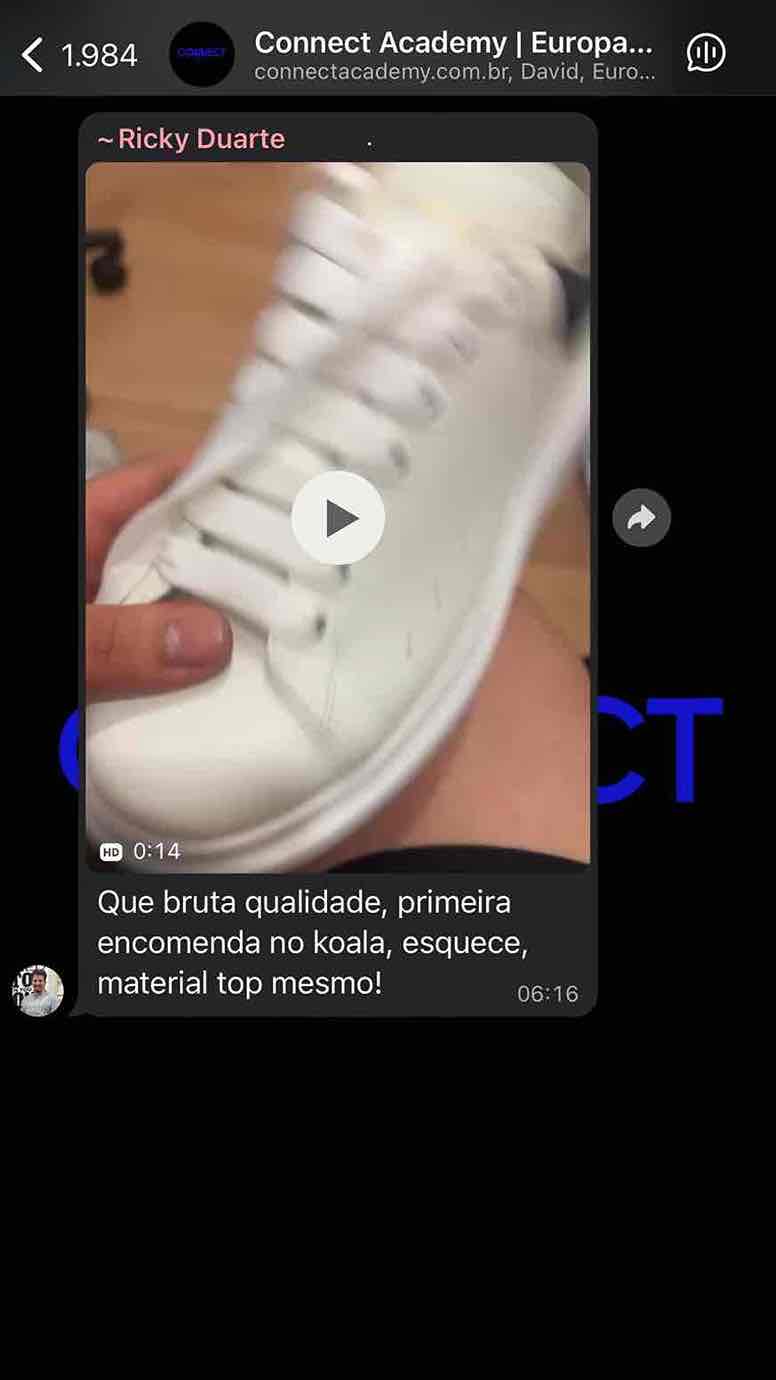 1.984
CONNECT
Connect Academy | Europa...
connectacademy.com.br, David, Euro...
~Ricky Duarte
HD 0:14
CT
Que bruta qualidade, primeira
encomenda no koala, esquece,
material top mesmo!
06:16